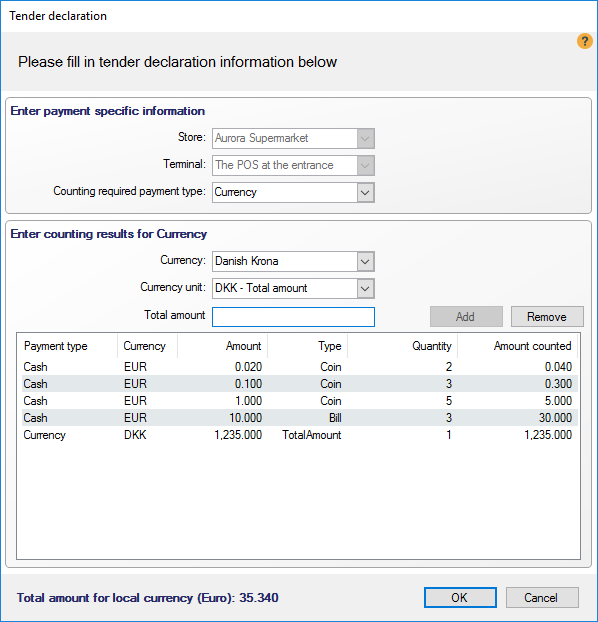 Tender declaration
?
Please fill in tender declaration information below
Enter payment specific information
Store: Aurora Supermarket
Terminal: The POS at the entrance
Counting required payment type: Currency
Enter counting results for Currency
Currency: Danish Krona
Currency unit: DKK - Total amount
Total amount Add Remove
Payment type Currency Amount Type Quantity Amount counted
Cash EUR 0.020 Coin 2 0.040
Cash EUR 0.100 Coin 3 0.300
Cash EUR 1.000 Coin 5 5.000
Cash EUR 10.000 Bill 3 30.000
Currency DKK 1,235.000 TotalAmount 1 1,235.000
Total amount for local currency (Euro): 35.340 OK Cancel